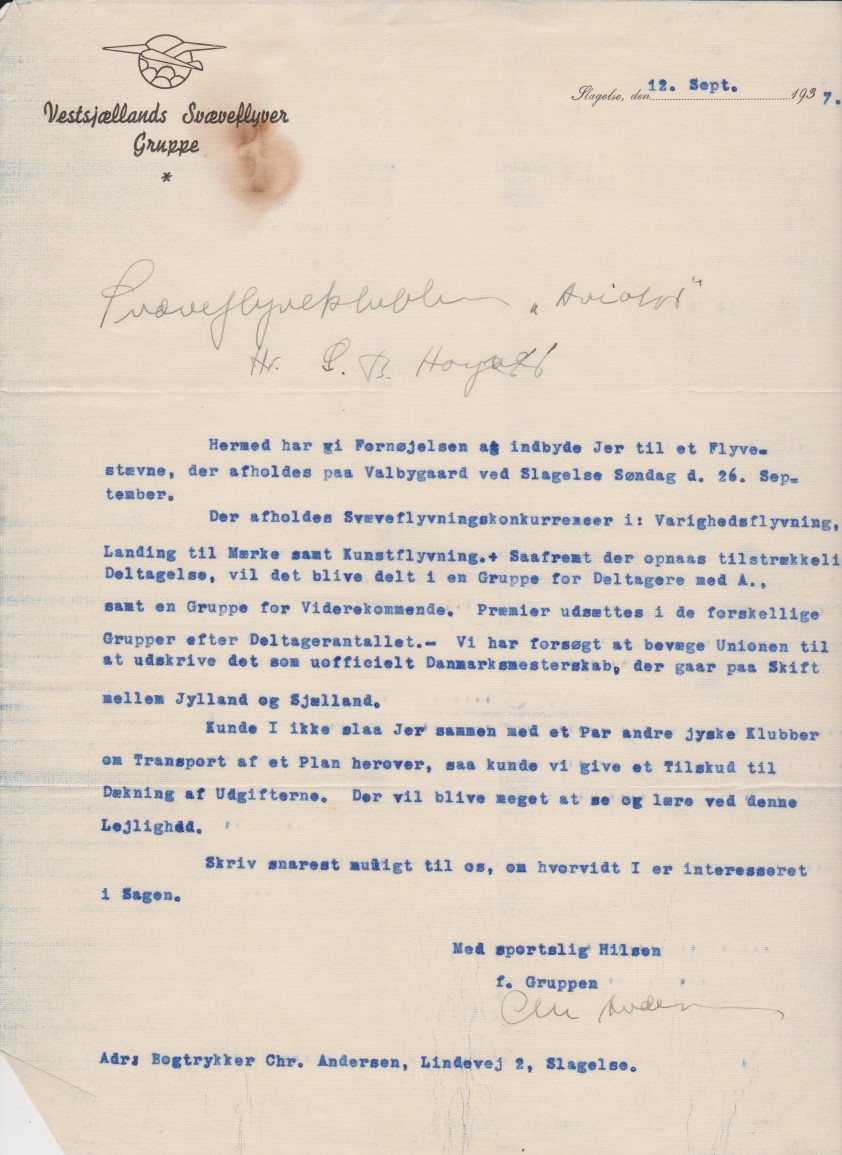 Vestsjællands Svæveflyver
Gruppe
*
Slagelse, den 12. Sept. 1937.
Svæveflyveklubben "Aviator"
Hr. S. B.
Hermed har gi Fornøjelsen at indbyde Jer til et Flyve=
stævne, der afholdes paa Valbygaard ved Slagelse Søndag d. 26. Sep=
tember.
Der afholdes Svæveflyvningskonkurrencer i: Varighedsflyvning,
Landing til Mærke samt Kunstflyvning.+ Saafremt der opnaas tilstrækkeli
Deltagelse, vil det blive delt i en Gruppe for Deltagere med A.,
samt en Gruppe for Viderekommende. Præmier udsættes i de forskellige
Grupper efter Deltagerantallet.- Vi har forsøgt at bevæge Unionen til
at udskrive det som uofficielt Danmarksmesterskab, der gaar paa Skift
mellem Jylland og Sjælland.
Kunde I ikke slaa Jer sammen med et Par andre jyske Klubber
om Transport af et Plan herover, saa kunde vi give et Tilskud til
Dækning af Udgifterne. Der vil blive meget at se og lære ved denne
Lejlighdd.
Skriv snarest muligt til os, om hvorvidt I er interesseret
i Sagen.
Med sportslig Hilsen
f. Gruppen
Chr Andersen
Adr: Bogtrykker Chr. Andersen, Lindevej 2, Slagelse.